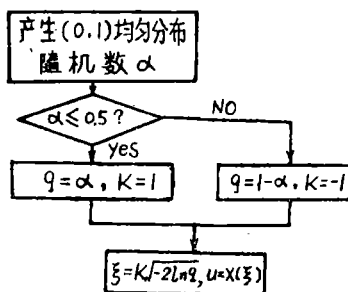 产生(0.1)均匀分布
随机数α
α≤0.5?
NO
yes
q=α, K=1
q=1-α, K=-1
ξ=K√-2lnq, u=X(ξ)